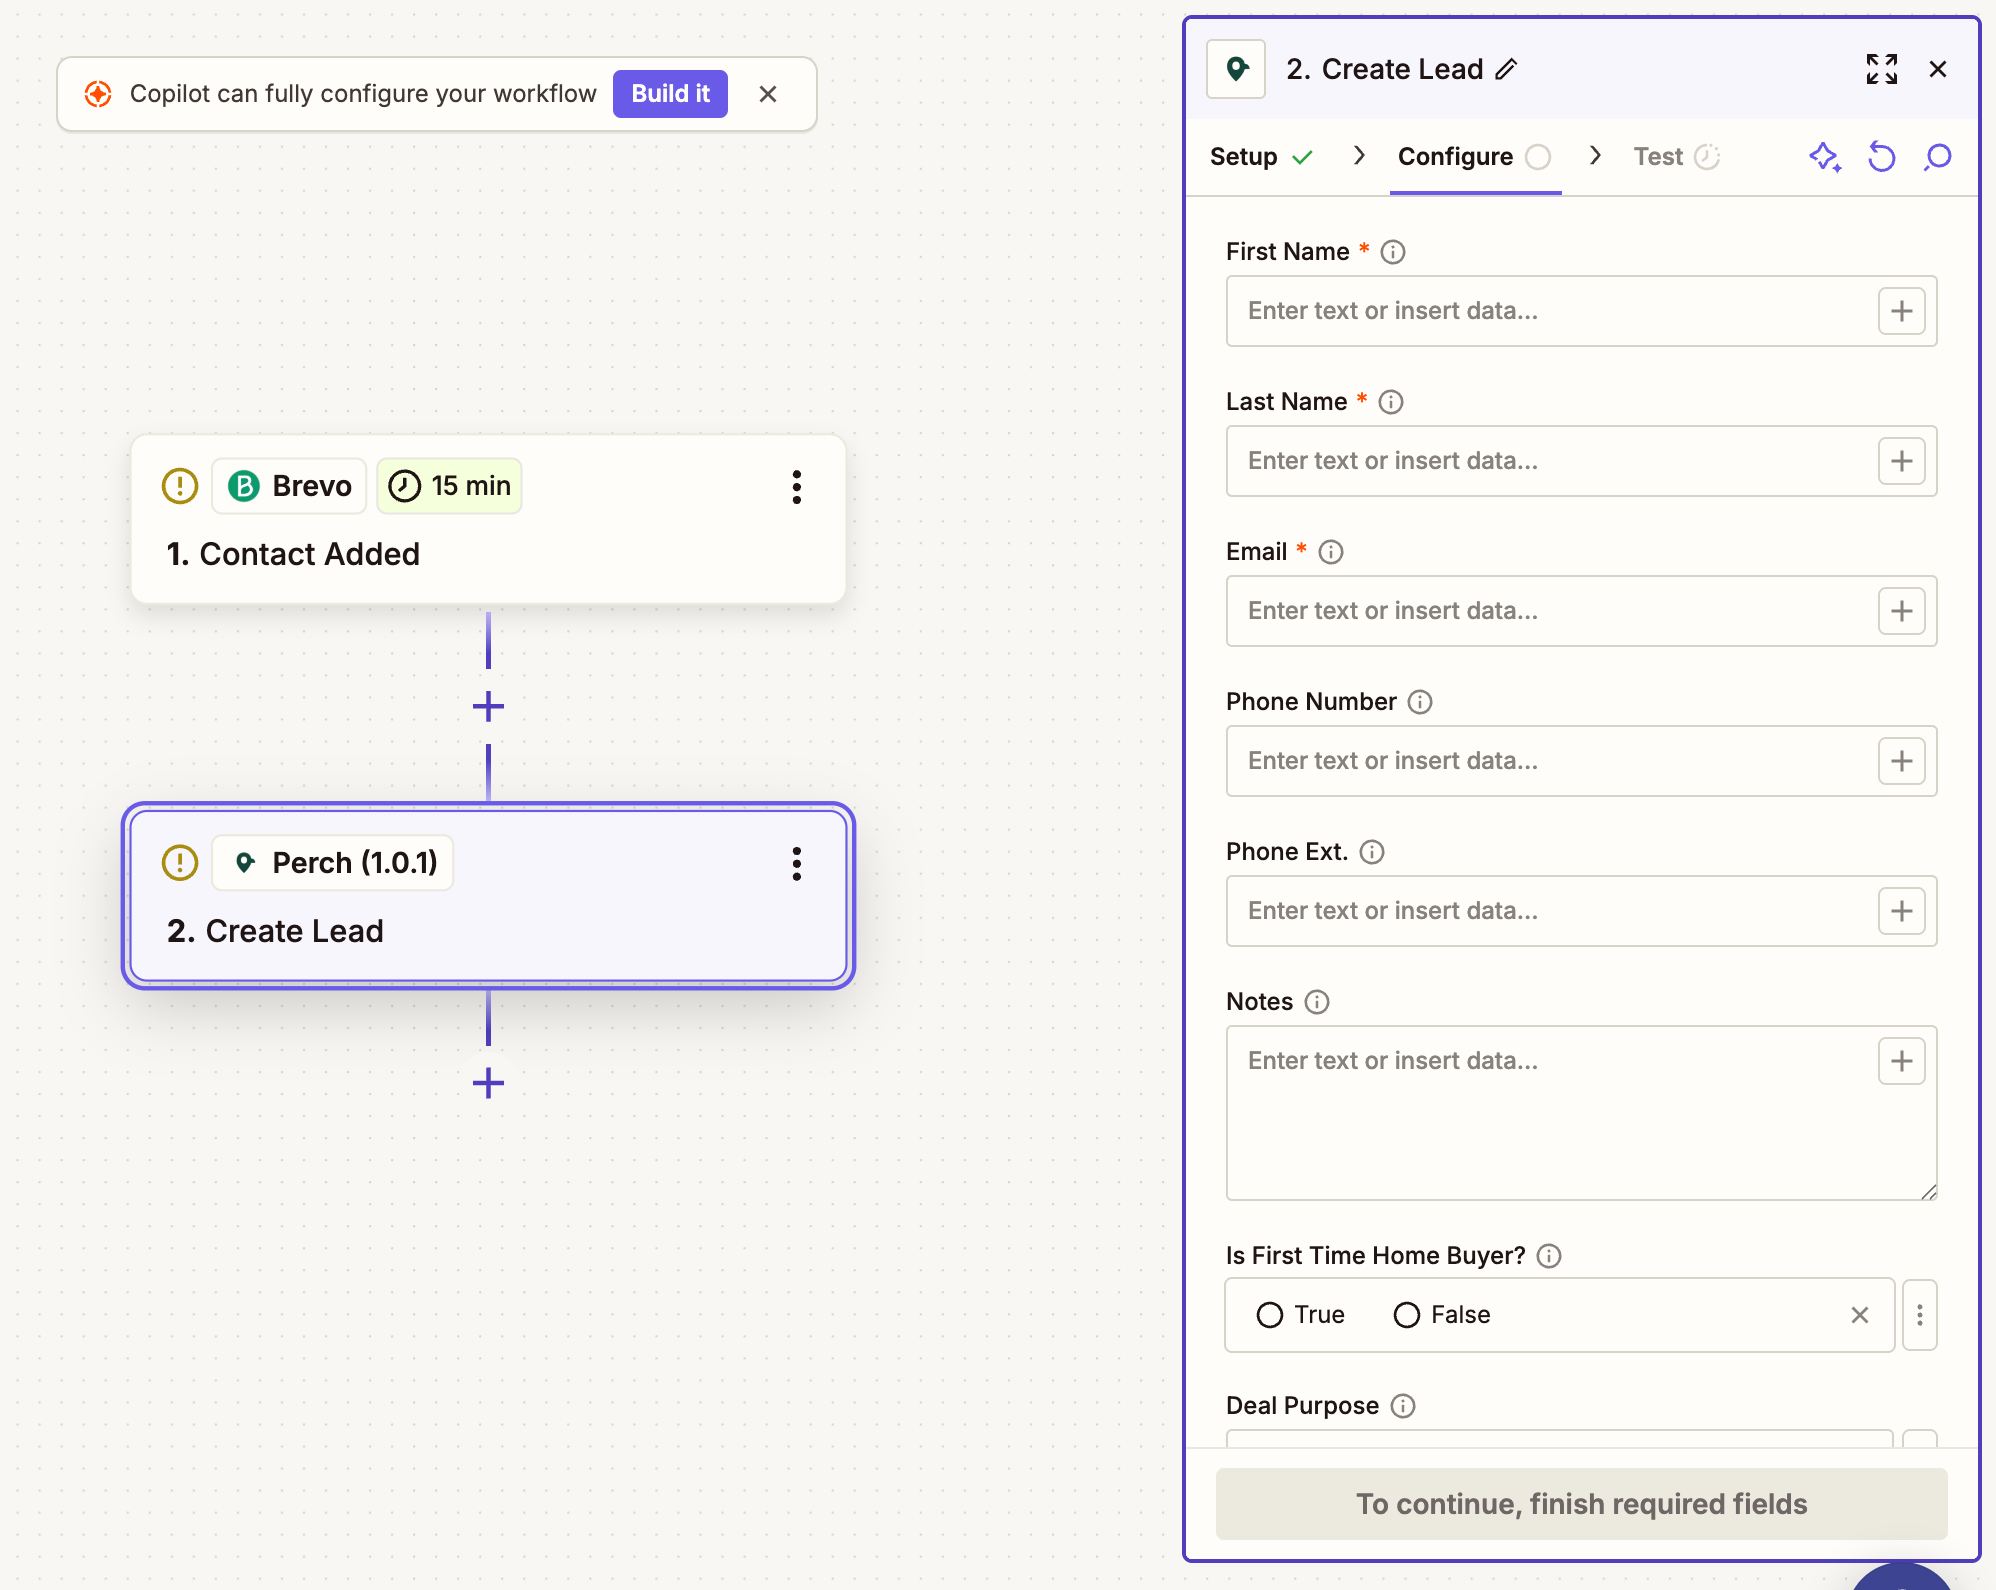 Copilot can fully configure your workflow Build it
Brevo 15 min
1. Contact Added
Perch (1.0.1)
2. Create Lead
2. Create Lead
Setup Configure Test
First Name *
Enter text or insert data...
Last Name *
Enter text or insert data...
Email *
Enter text or insert data...
Phone Number
Enter text or insert data...
Phone Ext.
Enter text or insert data...
Notes
Enter text or insert data...
Is First Time Home Buyer?
True False
Deal Purpose
To continue, finish required fields